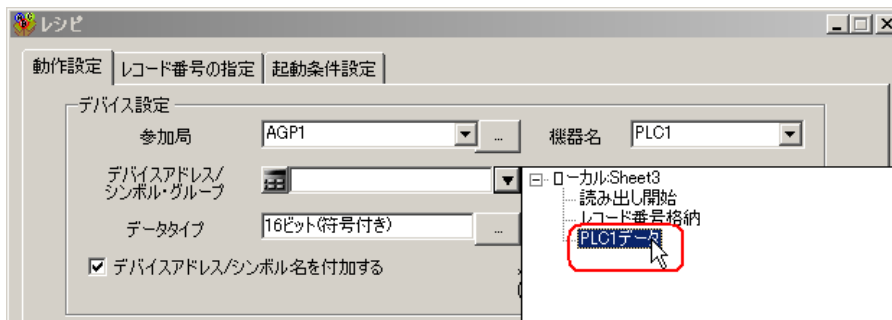 レシピ
動作設定 レコード番号の指定 起動条件設定
デバイス設定
参加局 AGP1 ... 機器名 PLC1
デバイスアドレス/
シンボル・グループ
ローカル:Sheet3
読み出し開始
レコード番号格納
PLC1データ
データタイプ 16ビット(符号付き) ...
デバイスアドレス/シンボル名を付加する